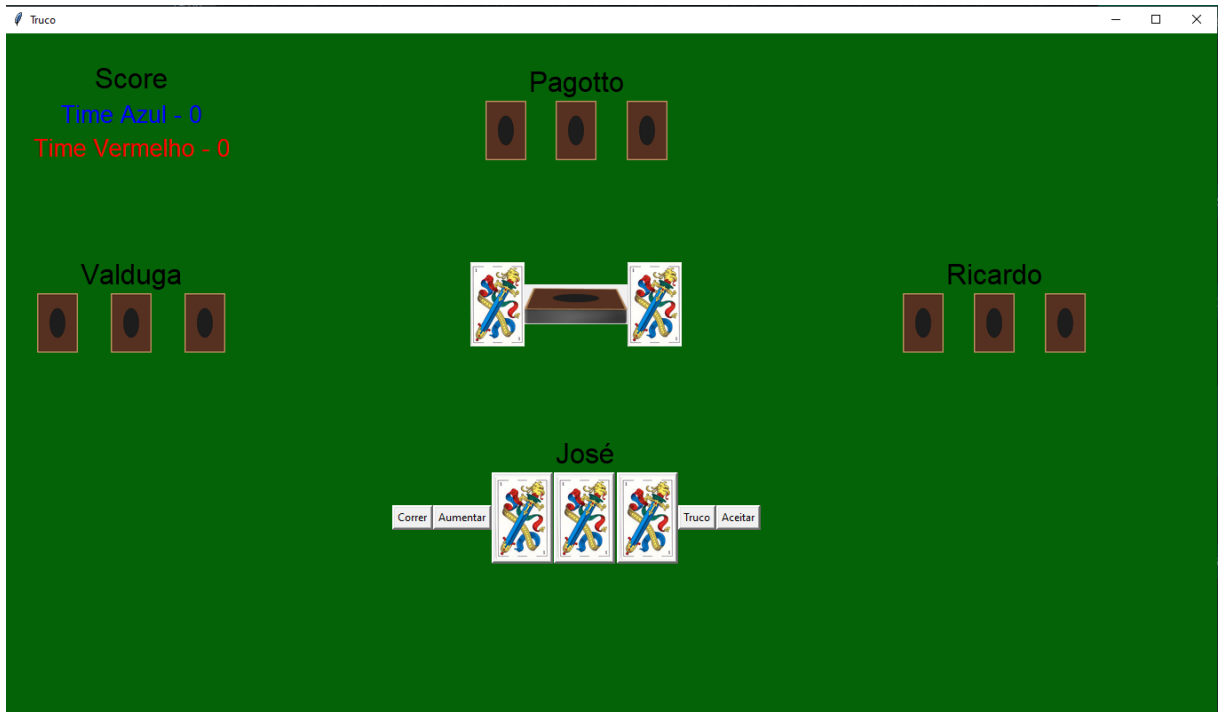 Truco
Score
Time Azul - 0
Time Vermelho - 0
Pagotto
Valduga
Ricardo
José
Correr
Aumentar
Truco
Aceitar